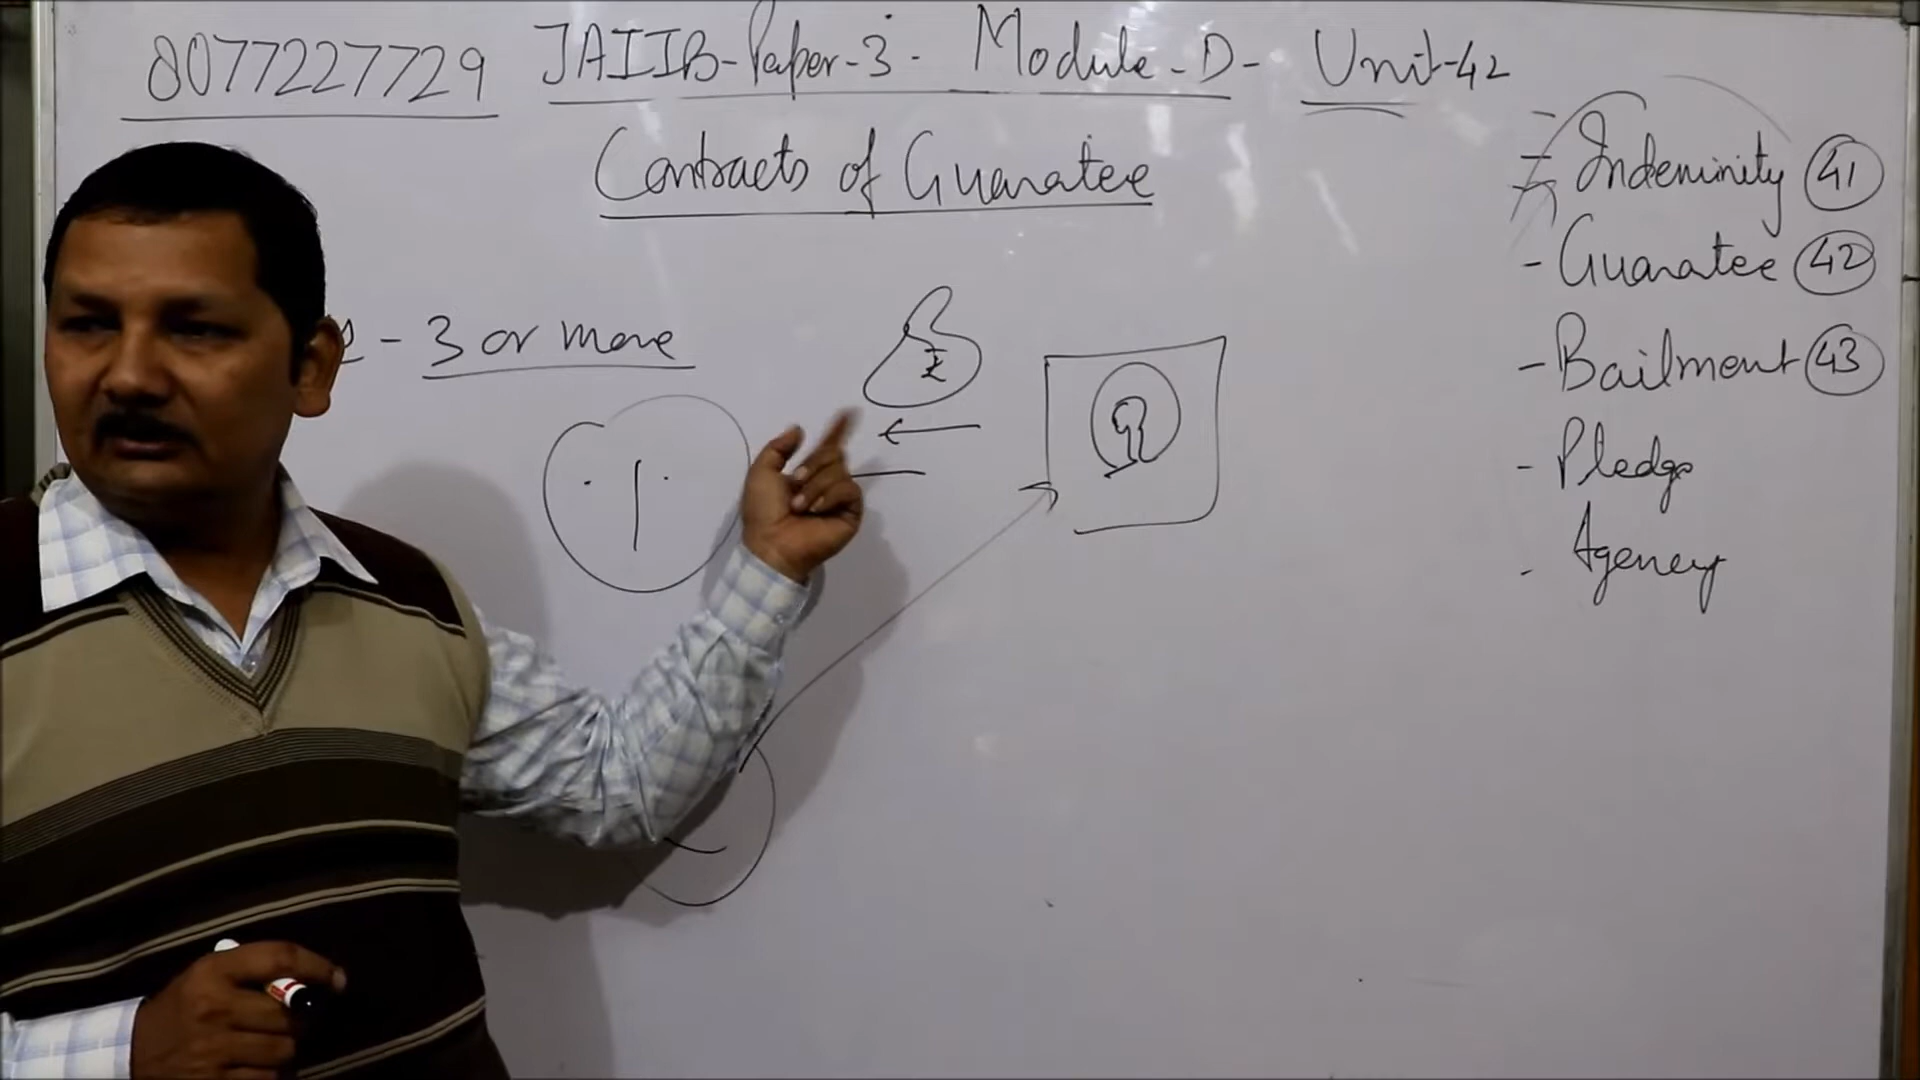 8077227729 JAIIB-Paper-3- Module-D- Unit-42
Contracts of Guaratee
- 3 or more
₹
- Indeminity 41
- Guaratee 42
- Bailment 43
- Pledge
- Agency